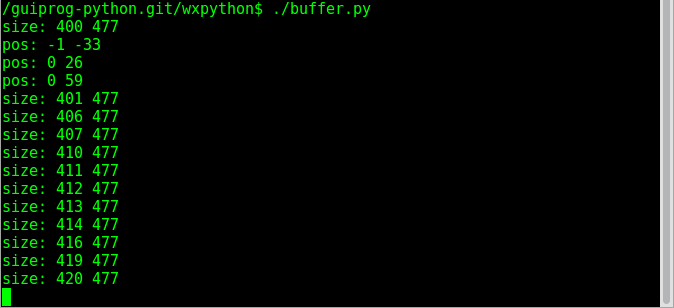 /guiprog-python.git/wxpython$ ./buffer.py
size: 400 477
pos: -1 -33
pos: 0 26
pos: 0 59
size: 401 477
size: 406 477
size: 407 477
size: 410 477
size: 411 477
size: 412 477
size: 413 477
size: 414 477
size: 416 477
size: 419 477
size: 420 477